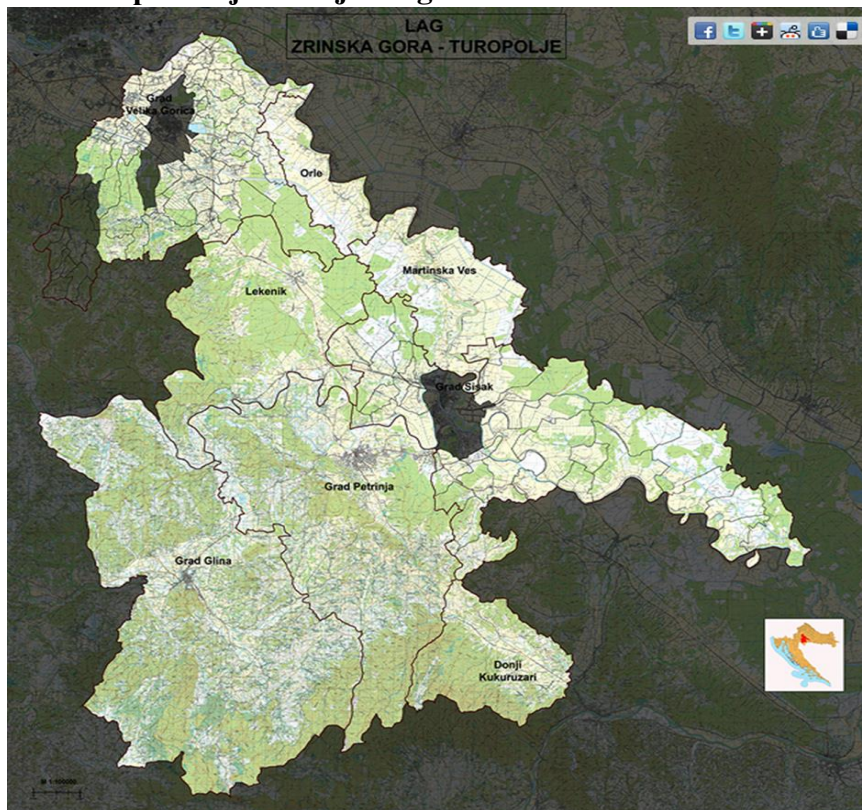 LAG
ZRINSKA GORA - TUROPOLJE
Grad
Velika Gorica
Orle
Martinska Ves
Lekenik
Grad Sisak
Grad Petrinja
Grad Glina
Donji
Kukuruzari